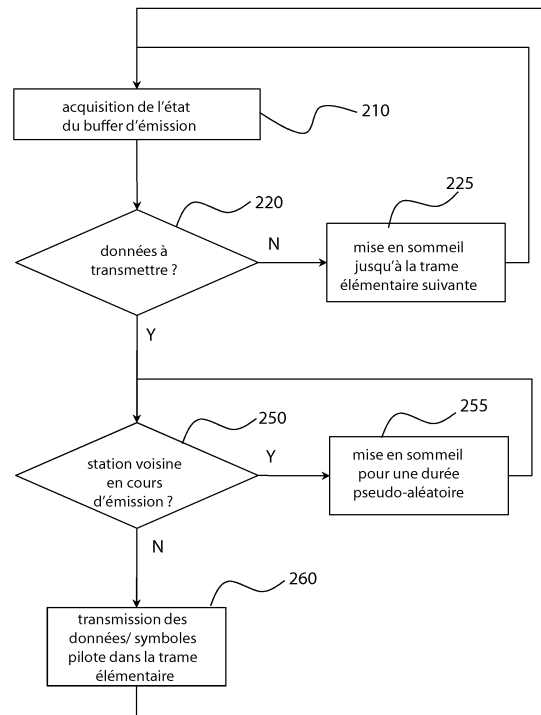 acquisition de l'état
du buffer d'émission
210
220
225
données à
transmettre ?
N
mise en sommeil
jusqu'à la trame
élémentaire suivante
Y
250
255
station voisine
en cours
d'émission ?
Y
mise en sommeil
pour une durée
pseudo-aléatoire
N
260
transmission des
données/ symboles
pilote dans la trame
élémentaire